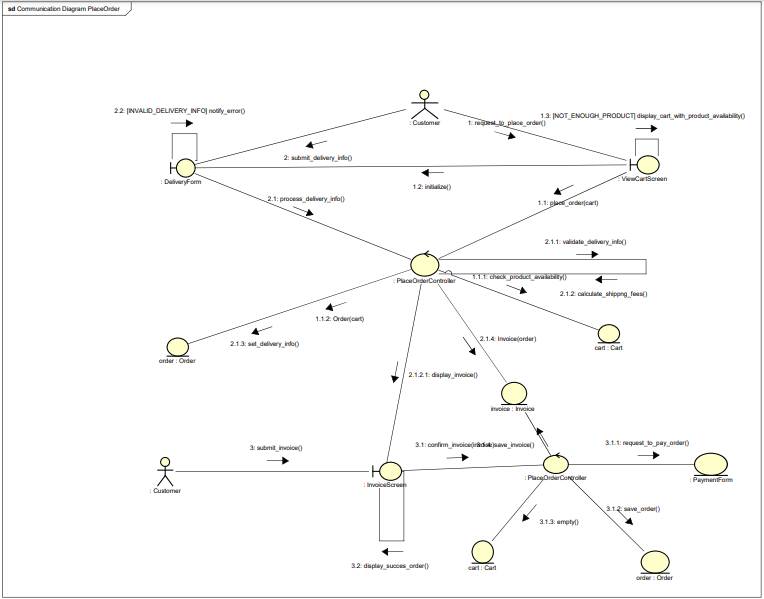 sd Communication Diagram PlaceOrder
2.2: [INVALID_DELIVERY_INFO] notify_error()
: Customer
1: request_to_place_order()
1.3: [NOT_ENOUGH_PRODUCT] display_cart_with_product_availability()
2: submit_delivery_info()
: DeliveryForm
: ViewCartScreen
1.2: initialize()
2.1: process_delivery_info()
1.1: place_order(cart)
2.1.1: validate_delivery_info()
: PlaceOrderController
1.1.1: check_product_availability()
2.1.2: calculate_shippng_fees()
1.1.2: Order(cart)
2.1.3: set_delivery_info()
2.1.4: Invoice(order)
order : Order
cart : Cart
2.1.2.1: display_invoice()
invoice : Invoice
3: submit_invoice()
3.1: confirm_invoice(
save_invoice()
3.1.1: request_to_pay_order()
: Customer
: InvoiceScreen
: PlaceOrderController
: PaymentForm
3.1.2: save_order()
3.1.3: empty()
3.2: display_succes_order()
cart : Cart
order : Order